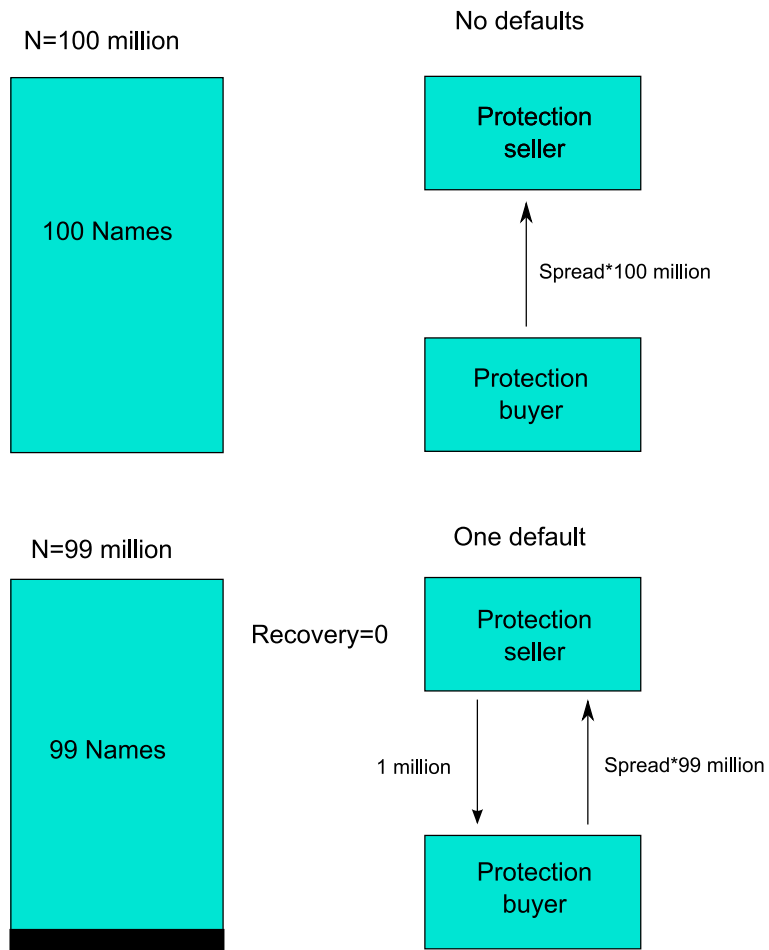 N=100 million
No defaults
100 Names
Protection
seller
Spread*100 million
Protection
buyer
N=99 million
One default
Recovery=0
99 Names
Protection
seller
1 million
Spread*99 million
Protection
buyer